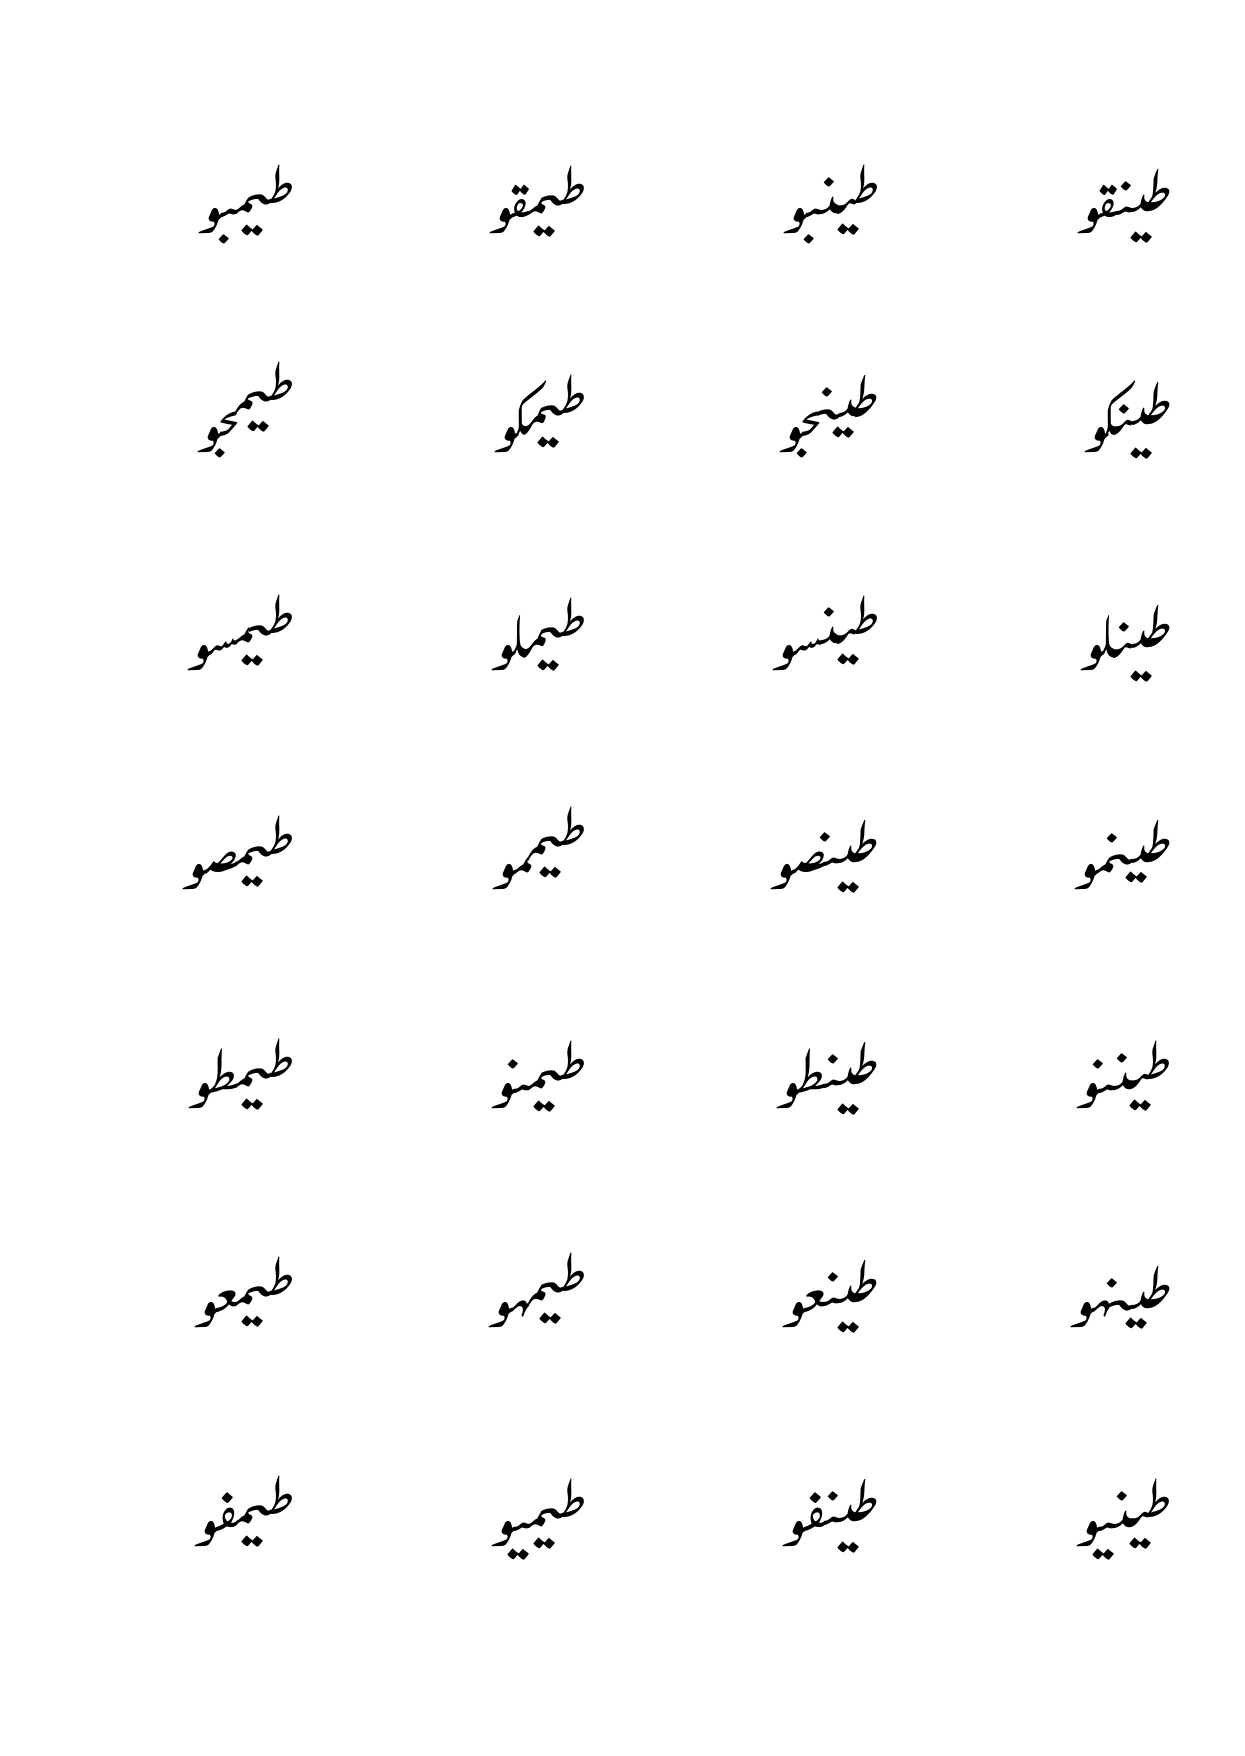 طينقو طينبو طيمقو طيمبو
طينكو طينجو طيمكو طيمجو
طينلو طينسو طيملو طيمسو
طينمو طينصو طيممو طيمصو
طيننو طينطو طيمنو طيمطو
طينهو طينعو طيمهو طيمعو
طينيو طينفو طيميو طيمفو